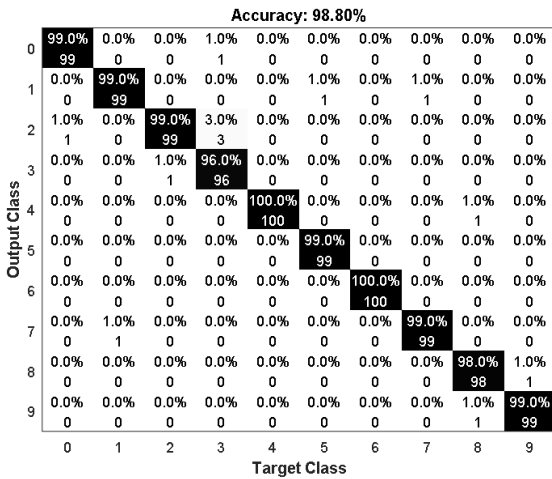 Accuracy: 98.80%
99.0% 0.0% 0.0% 1.0% 0.0% 0.0% 0.0% 0.0% 0.0% 0.0%
0
99 0 0 1 0 0 0 0 0 0
0.0% 99.0% 0.0% 0.0% 0.0% 1.0% 0.0% 1.0% 0.0% 0.0%
1
0 99 0 0 0 1 0 1 0 0
1.0% 0.0% 99.0% 3.0% 0.0% 0.0% 0.0% 0.0% 0.0% 0.0%
2
1 0 99 3 0 0 0 0 0 0
0.0% 0.0% 1.0% 96.0% 0.0% 0.0% 0.0% 0.0% 0.0% 0.0%
3
0 0 1 96 0 0 0 0 0 0
0.0% 0.0% 0.0% 0.0% 100.0% 0.0% 0.0% 0.0% 1.0% 0.0%
4
0 0 0 0 100 0 0 0 1 0
0.0% 0.0% 0.0% 0.0% 0.0% 99.0% 0.0% 0.0% 0.0% 0.0%
5
0 0 0 0 0 99 0 0 0 0
0.0% 0.0% 0.0% 0.0% 0.0% 0.0% 100.0% 0.0% 0.0% 0.0%
6
0 0 0 0 0 0 100 0 0 0
0.0% 1.0% 0.0% 0.0% 0.0% 0.0% 0.0% 99.0% 0.0% 0.0%
7
0 1 0 0 0 0 0 99 0 0
0.0% 0.0% 0.0% 0.0% 0.0% 0.0% 0.0% 0.0% 98.0% 1.0%
8
0 0 0 0 0 0 0 0 98 1
0.0% 0.0% 0.0% 0.0% 0.0% 0.0% 0.0% 0.0% 1.0% 99.0%
9
0 0 0 0 0 0 0 0 1 99
0 1 2 3 4 5 6 7 8 9
Target Class
Output Class